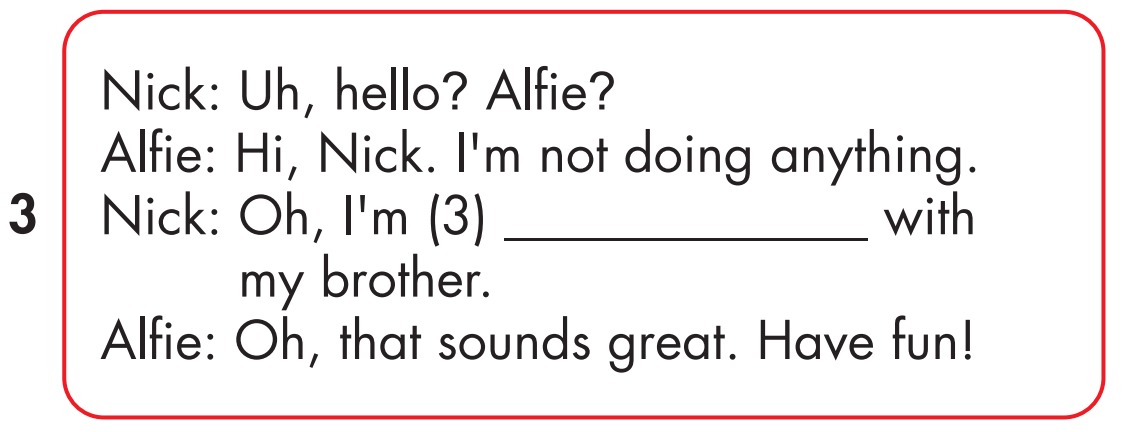 Nick: Uh, hello? Alfie?
Alfie: Hi, Nick. I'm not doing anything.
3 Nick: Oh, I'm (3) ______________ with
my brother.
Alfie: Oh, that sounds great. Have fun!